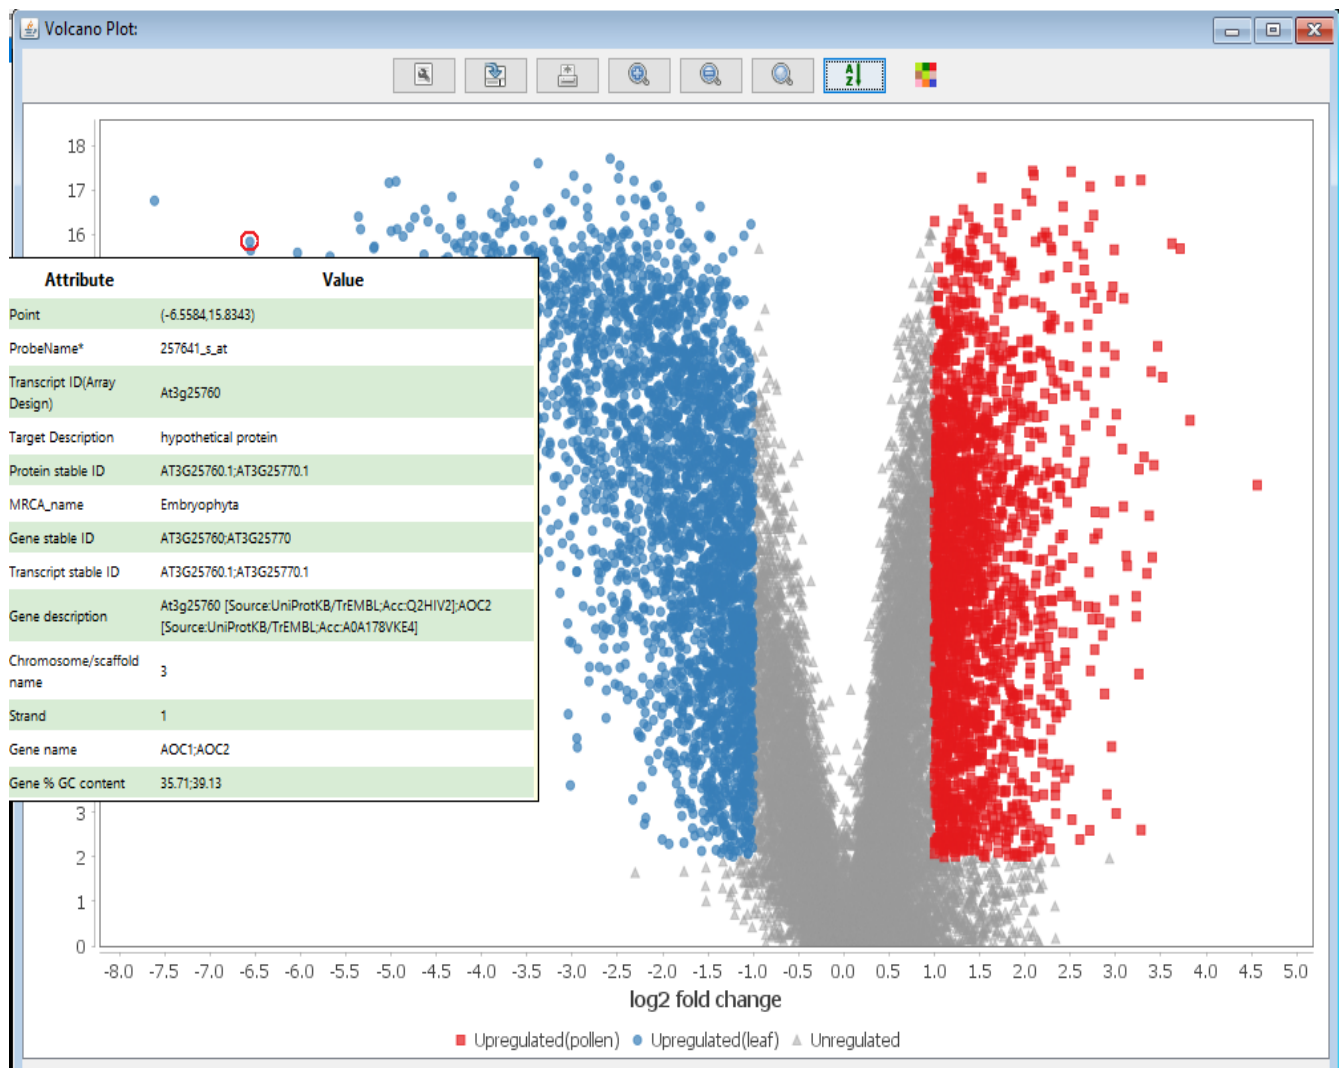 Volcano Plot:
A
Z
18
17
16
Attribute Value
Point (-6.5584,15.8343)
ProbeName* 257641_s_at
Transcript ID(Array
Design) At3g25760
Target Description hypothetical protein
Protein stable ID AT3G25760.1;AT3G25770.1
MRCA_name Embryophyta
Gene stable ID AT3G25760;AT3G25770
Transcript stable ID AT3G25760.1;AT3G25770.1
Gene description At3g25760 [Source:UniProtKB/TrEMBL;Acc:Q2HIV2];AOC2
[Source:UniProtKB/TrEMBL;Acc:A0A178VKE4]
Chromosome/scaffold
name 3
Strand 1
Gene name AOC1;AOC2
Gene % GC content 35.71;39.13
3
2
1
0
-8.0 -7.5 -7.0 -6.5 -6.0 -5.5 -5.0 -4.5 -4.0 -3.5 -3.0 -2.5 -2.0 -1.5 -1.0 -0.5 0.0 0.5 1.0 1.5 2.0 2.5 3.0 3.5 4.0 4.5 5.0
log2 fold change
Upregulated(pollen) Upregulated(leaf) Unregulated